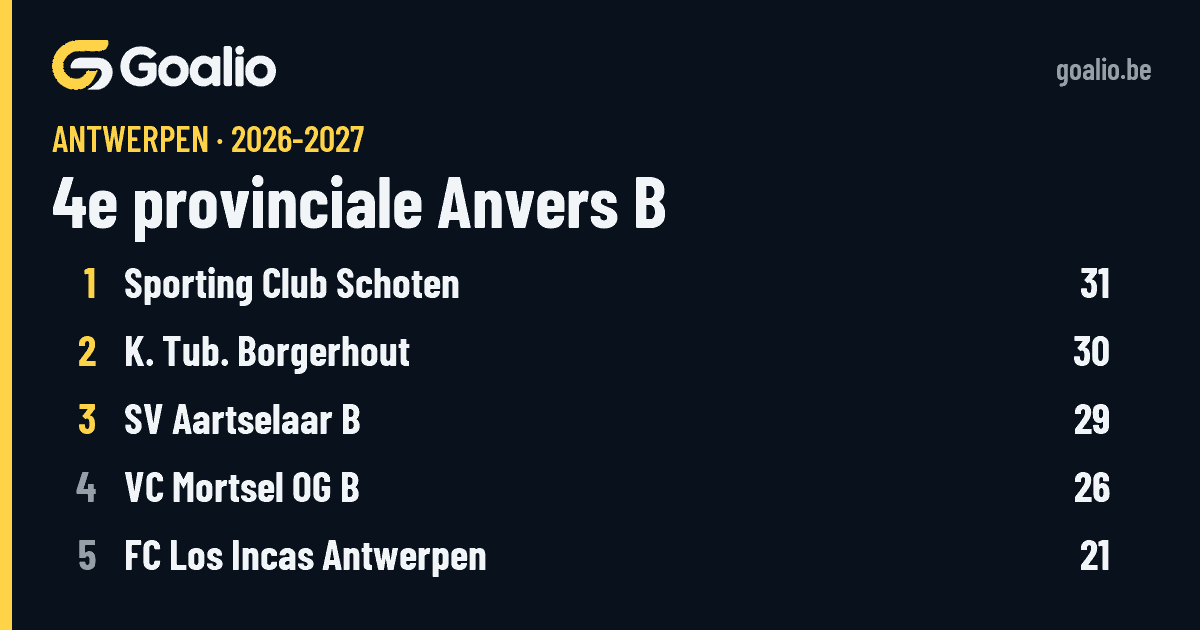 Goalio
goalio.be
ANTWERPEN · 2026-2027
4e provinciale Anvers B
1 Sporting Club Schoten 31
2 K. Tub. Borgerhout 30
3 SV Aartselaar B 29
4 VC Mortsel OG B 26
5 FC Los Incas Antwerpen 21